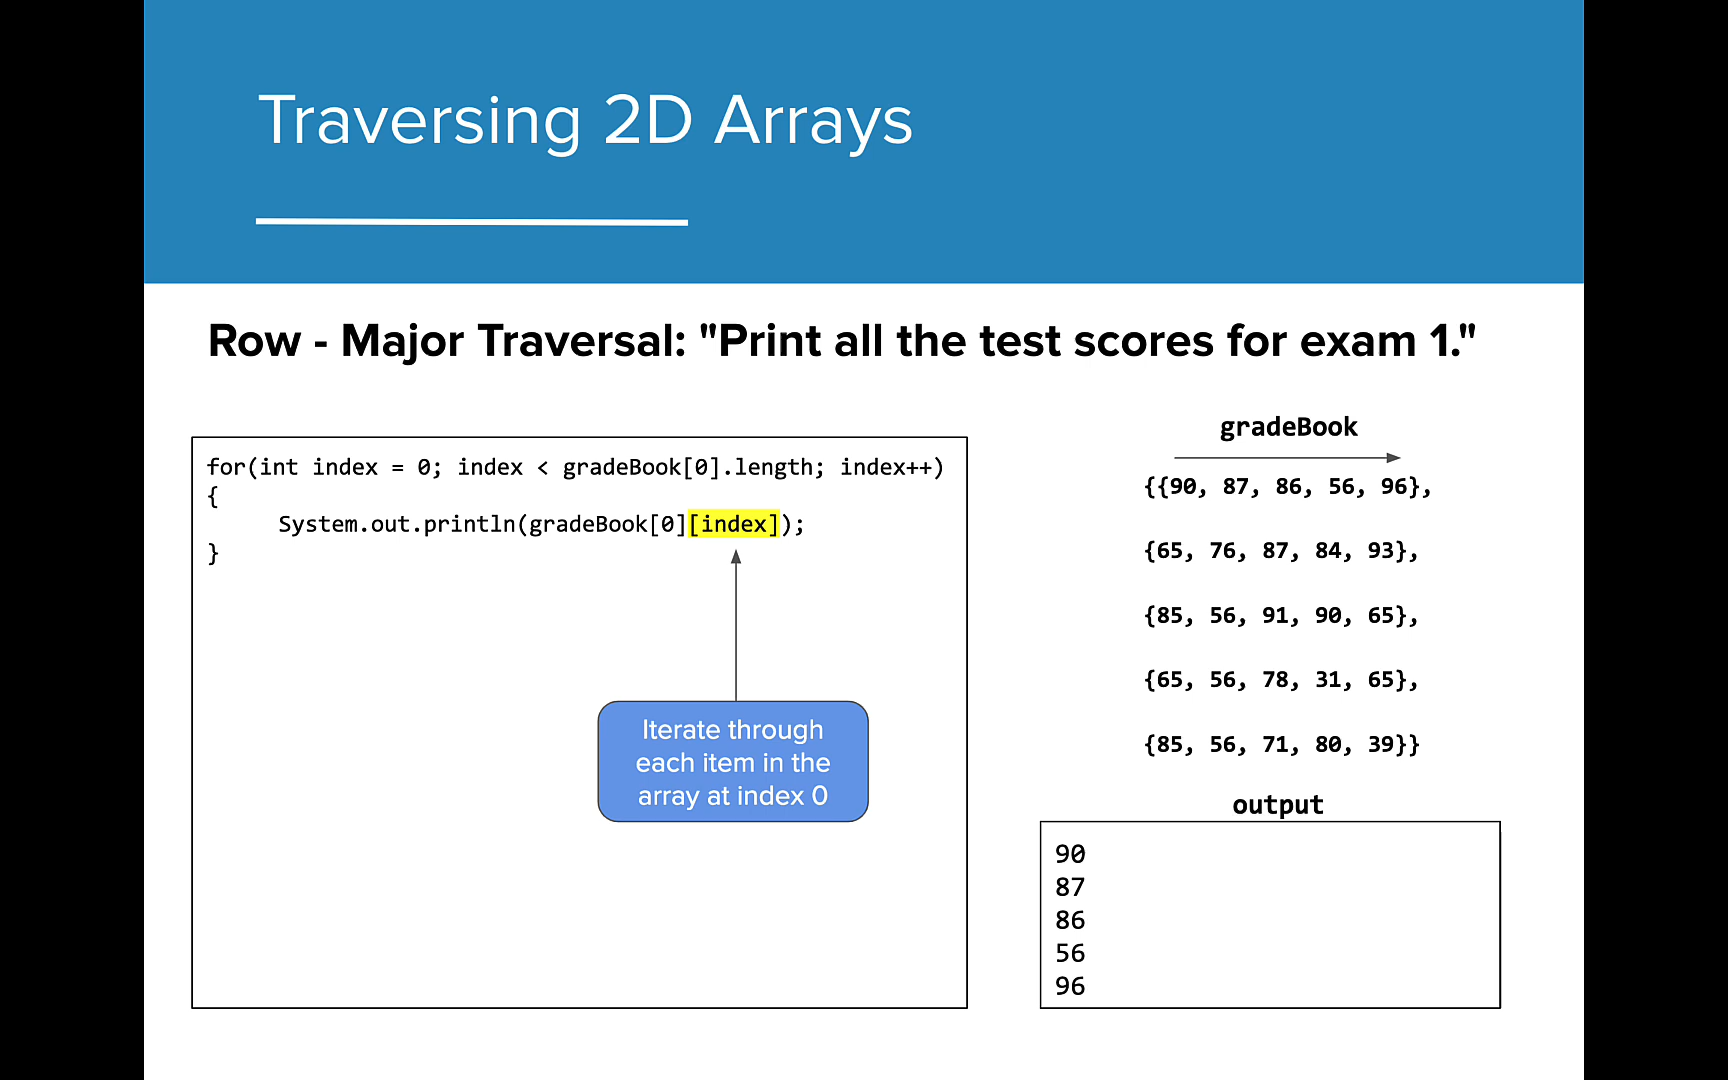 Traversing 2D Arrays
Row - Major Traversal: "Print all the test scores for exam 1."
for(int index = 0; index < gradeBook[0].length; index++)
{
System.out.println(gradeBook[0][index]);
}
Iterate through
each item in the
array at index 0
gradeBook
{{90, 87, 86, 56, 96},
{65, 76, 87, 84, 93},
{85, 56, 91, 90, 65},
{65, 56, 78, 31, 65},
{85, 56, 71, 80, 39}}
output
90
87
86
56
96